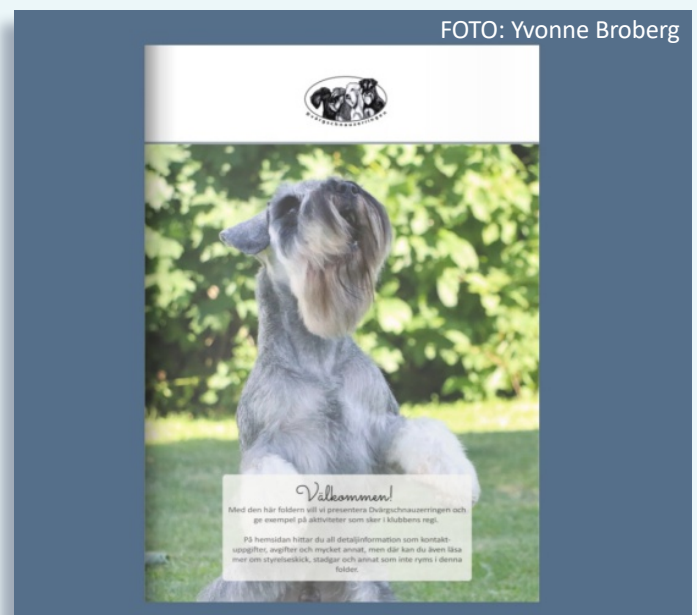 FOTO: Yvonne Broberg
Dvärgschnauzerringen
Välkommen!
Med den här foldern vill vi presentera Dvärgschnauzerringen och
ge exempel på aktiviteter som sker i klubbens regi.
På hemsidan hittar du all detaljinformation som kontakt-
uppgifter, avgifter och mycket annat, men där kan du även läsa
mer om styrelseskick, stadgar och annat som inte ryms i denna
folder.